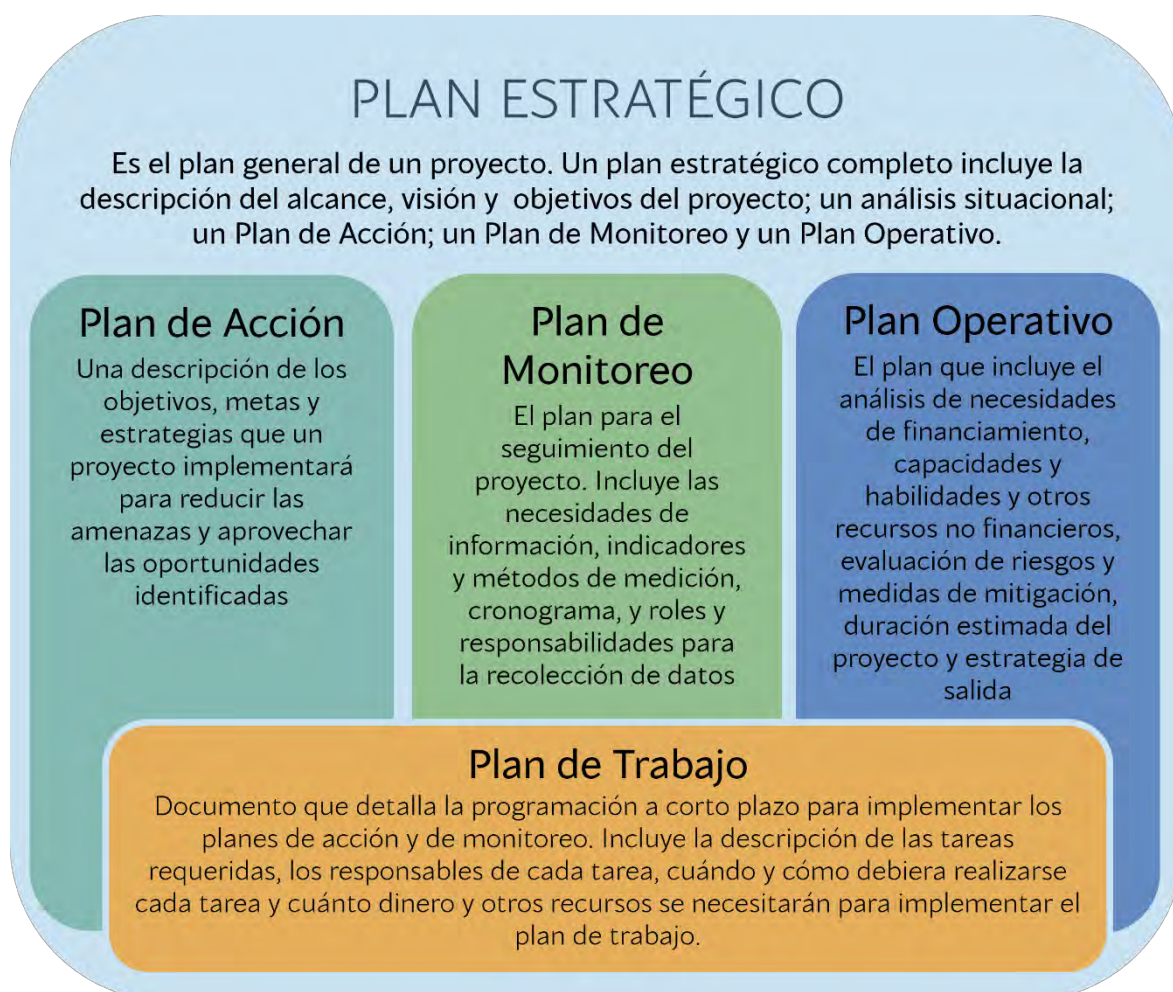 PLAN ESTRATÉGICO
Es el plan general de un proyecto. Un plan estratégico completo incluye la
descripción del alcance, visión y objetivos del proyecto; un análisis situacional;
un Plan de Acción; un Plan de Monitoreo y un Plan Operativo.
Plan de Acción
Una descripción de los
objetivos, metas y
estrategias que un
proyecto implementará
para reducir las
amenazas y aprovechar
las oportunidades
identificadas
Plan de
Monitoreo
El plan para el
seguimiento del
proyecto. Incluye las
necesidades de
información, indicadores
y métodos de medición,
cronograma, y roles y
responsabilidades para
la recolección de datos
Plan Operativo
El plan que incluye el
análisis de necesidades
de financiamiento,
capacidades y
habilidades y otros
recursos no financieros,
evaluación de riesgos y
medidas de mitigación,
duración estimada del
proyecto y estrategia de
salida
Plan de Trabajo
Documento que detalla la programación a corto plazo para implementar los
planes de acción y de monitoreo. Incluye la descripción de las tareas
requeridas, los responsables de cada tarea, cuándo y cómo debiera realizarse
cada tarea y cuánto dinero y otros recursos se necesitarán para implementar el
plan de trabajo.